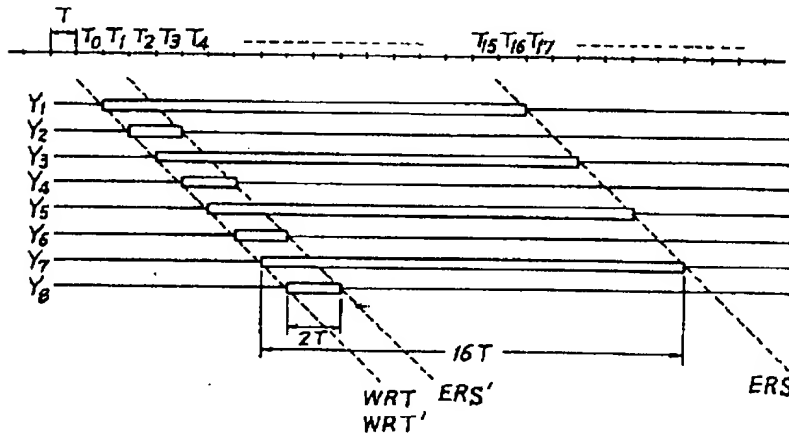 T
T0 T1 T2 T3 T4 T15 T16 T17
Y1
Y2
Y3
Y4
Y5
Y6
Y7
Y8
2T
16T
WRT ERS' ERS
WRT'